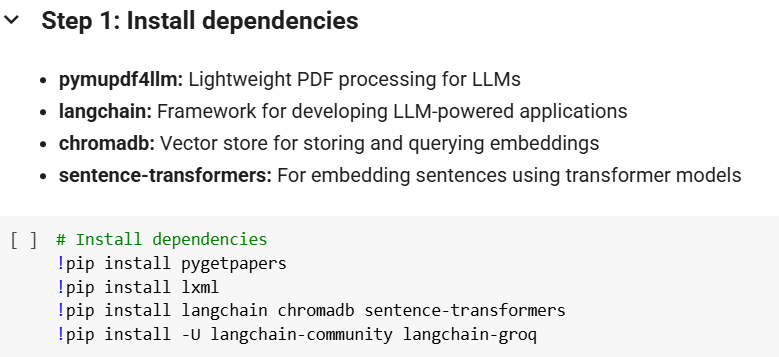 Step 1: Install dependencies
• pymupdf4llm: Lightweight PDF processing for LLMs
• langchain: Framework for developing LLM-powered applications
• chromadb: Vector store for storing and querying embeddings
• sentence-transformers: For embedding sentences using transformer models
[ ] # Install dependencies
!pip install pygetpapers
!pip install lxml
!pip install langchain chromadb sentence-transformers
!pip install -U langchain-community langchain-groq